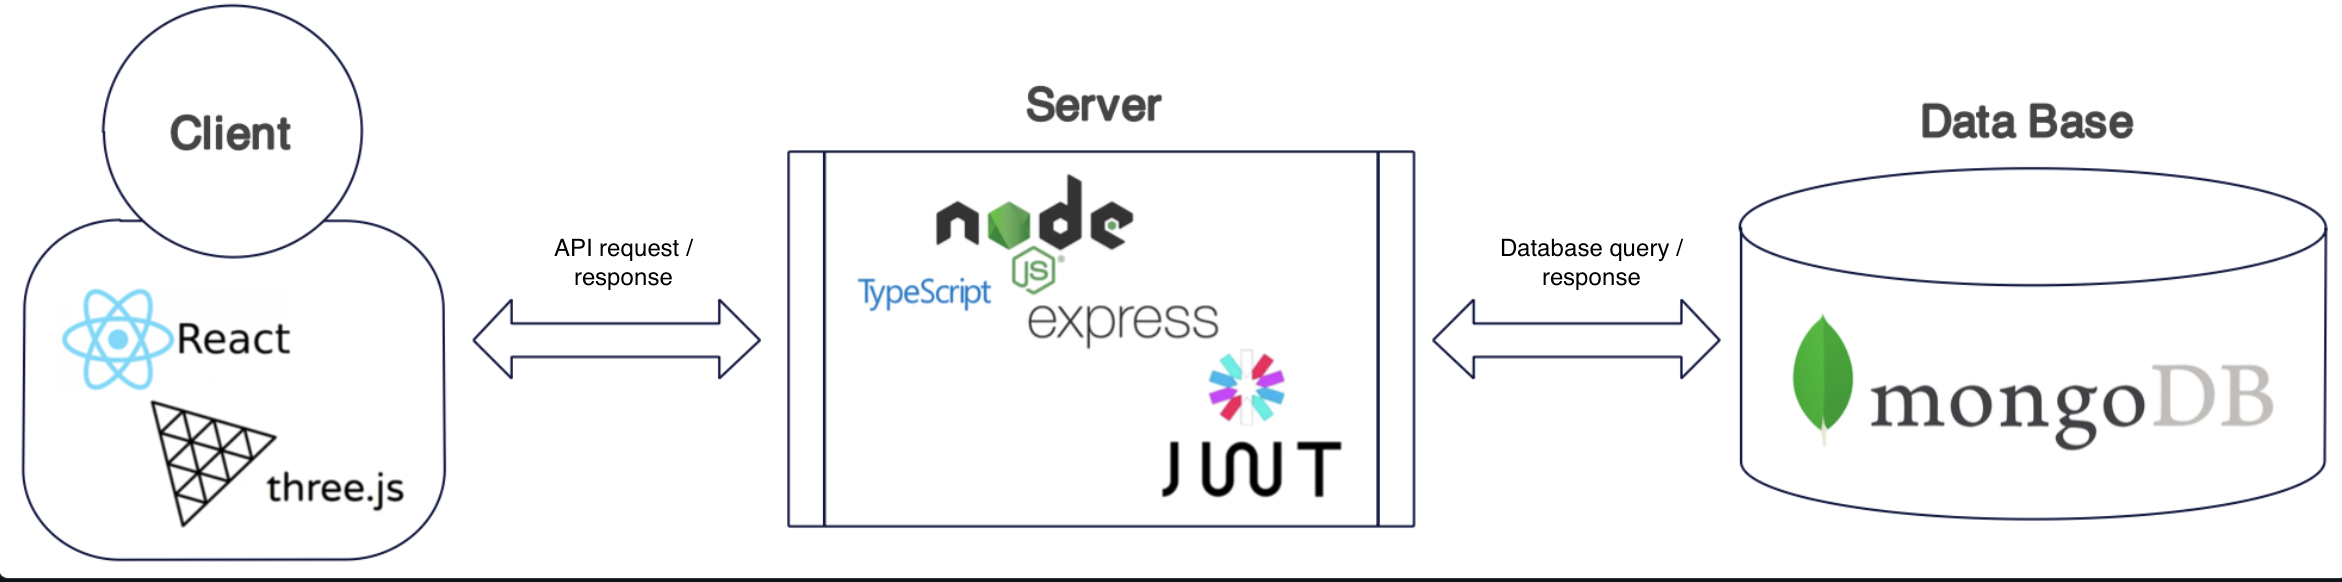 Client
React
three.js
API request /
response
Server
node
JS
TypeScript
express
JWT
Database query /
response
Data Base
mongoDB